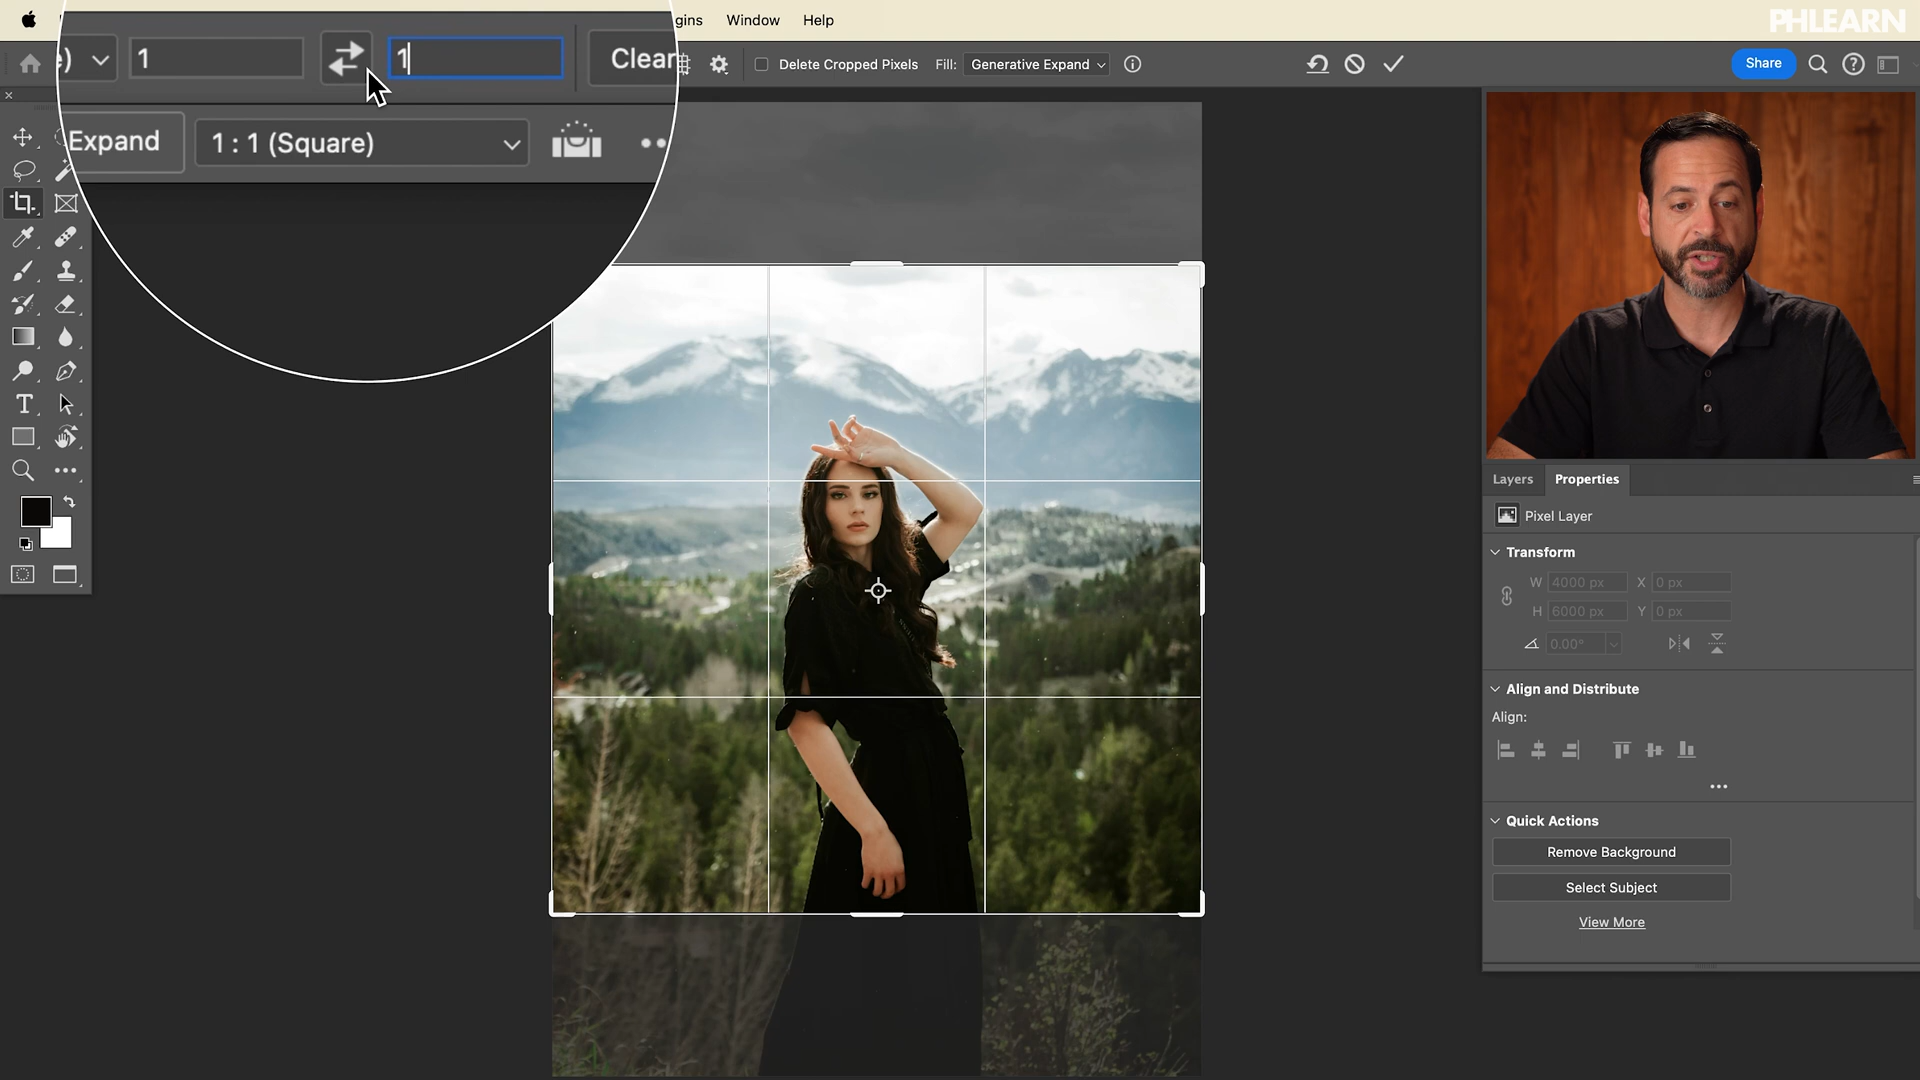 gins Window Help
PHLEARN
e) 1 1 Clear
Delete Cropped Pixels Fill: Generative Expand
Share
Expand 1 : 1 (Square)
Layers Properties
Pixel Layer
Transform
W 4000 px X 0 px
H 6000 px Y 0 px
0.00°
Align and Distribute
Align:
Quick Actions
Remove Background
Select Subject
View More